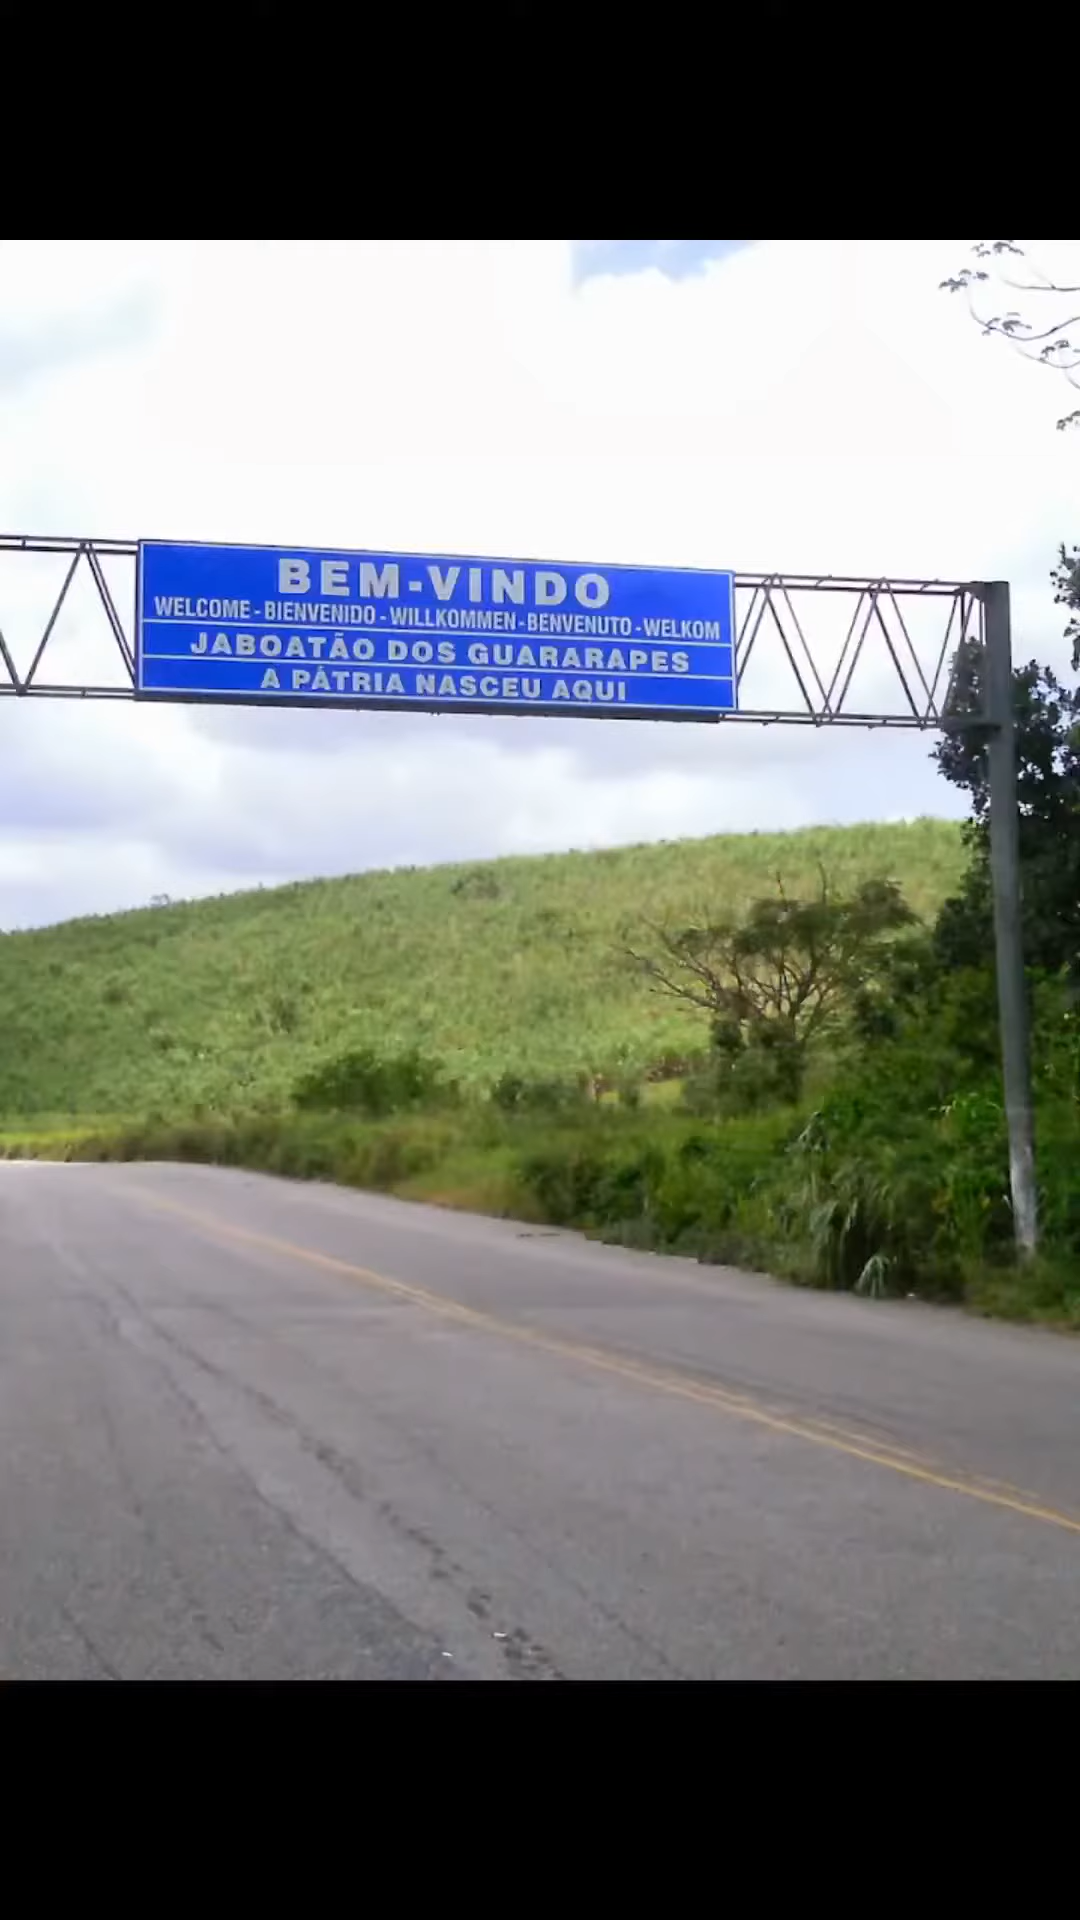 BEM-VINDO
WELCOME - BIENVENIDO - WILLKOMMEN - BENVENUTO - WELKOM
JABOATÃO DOS GUARARAPES
A PÁTRIA NASCEU AQUI